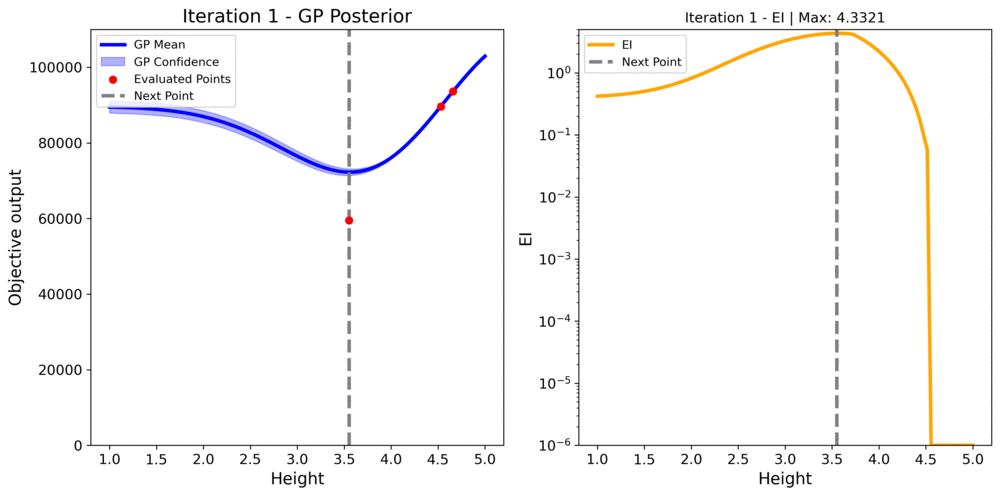 Iteration 1 - GP Posterior
GP Mean
GP Confidence
Evaluated Points
Next Point
Objective output
100000
80000
60000
40000
20000
0
1.0 1.5 2.0 2.5 3.0 3.5 4.0 4.5 5.0
Height
Iteration 1 - EI | Max: 4.3321
EI
Next Point
EI
10^0
10^-1
10^-2
10^-3
10^-4
10^-5
10^-6
1.0 1.5 2.0 2.5 3.0 3.5 4.0 4.5 5.0
Height